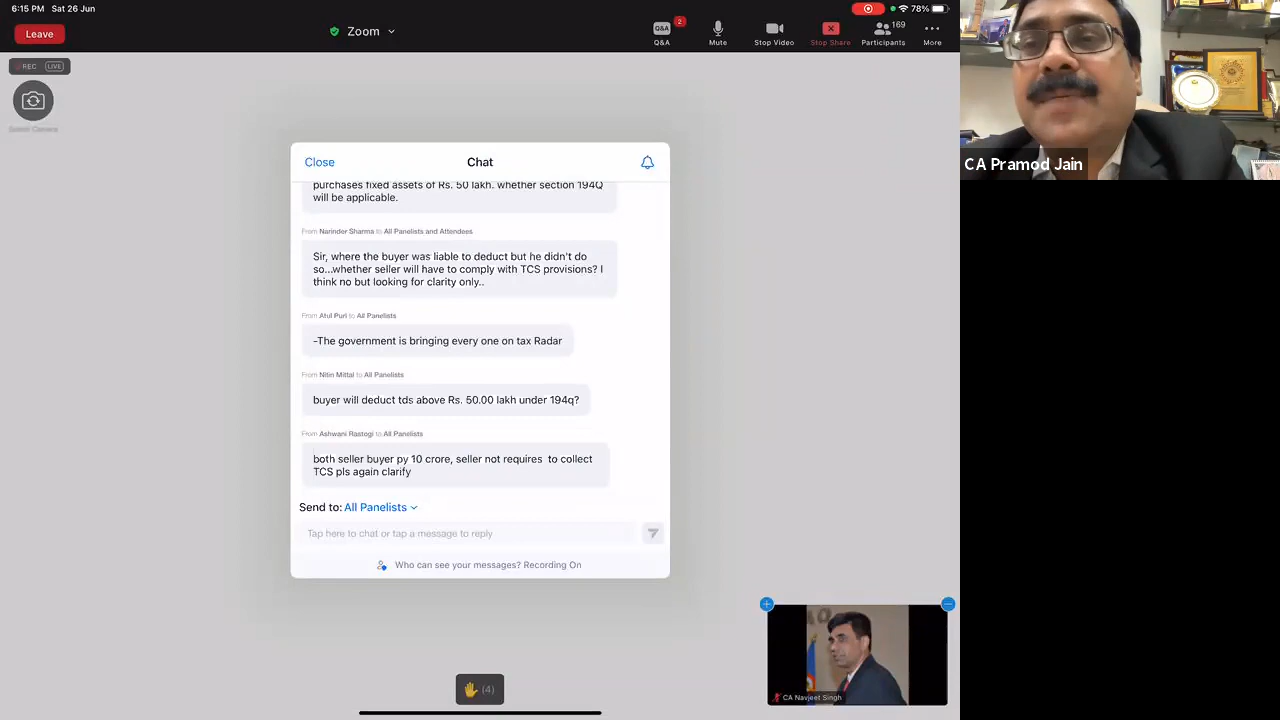 6:15 PM Sat 26 Jun
78%
Leave
Zoom
2
Q&A
Mute
Stop Video
Stop Share
169
Participants
More
REC LIVE
Switch Camera
Close
Chat
purchases fixed assets of Rs. 50 lakh. whether section 194Q
will be applicable.
From Narinder Sharma to All Panelists and Attendees
Sir, where the buyer was liable to deduct but he didn't do
so...whether seller will have to comply with TCS provisions? I
think no but looking for clarity only..
From Atul Puri to All Panelists
-The government is bringing every one on tax Radar
From Nitin Mittal to All Panelists
buyer will deduct tds above Rs. 50.00 lakh under 194q?
From Ashwani Rastogi to All Panelists
both seller buyer py 10 crore, seller not requires to collect
TCS pls again clarify
Send to: All Panelists
Tap here to chat or tap a message to reply
Who can see your messages? Recording On
(4)
CA Pramod Jain
CA Navjeet Singh